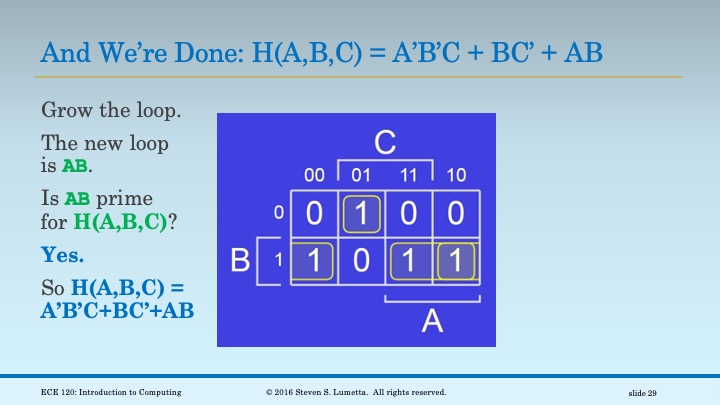 And We're Done: H(A,B,C) = A'B'C + BC' + AB
Grow the loop.
The new loop
is AB.
Is AB prime
for H(A,B,C)?
Yes.
So H(A,B,C) =
A'B'C+BC'+AB
C
00 01 11 10
0 0 1 0 0
B 1 1 0 1 1
A
ECE 120: Introduction to Computing
© 2016 Steven S. Lumetta. All rights reserved.
slide 29